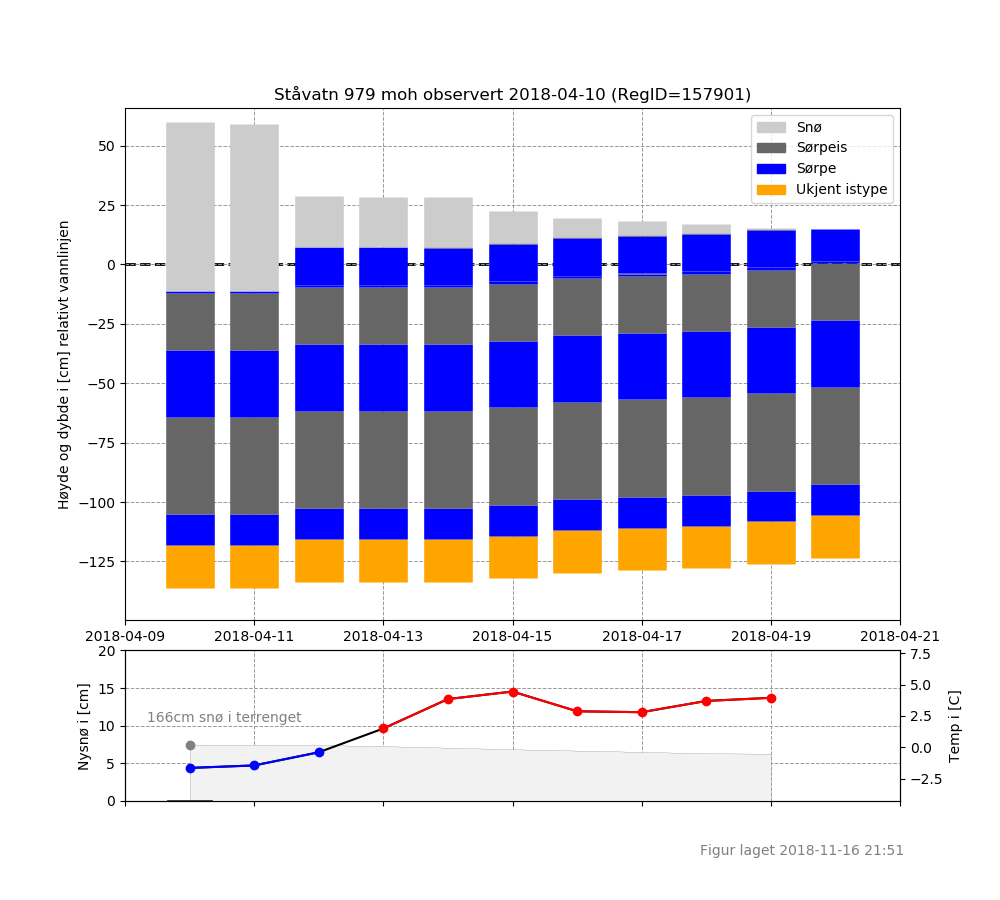 Ståvatn 979 moh observert 2018-04-10 (RegID=157901)
Høyde og dybde i [cm] relativt vannlinjen
50
25
0
−25
−50
−75
−100
−125
Snø
Sørpeis
Sørpe
Ukjent istype
2018-04-09 2018-04-11 2018-04-13 2018-04-15 2018-04-17 2018-04-19 2018-04-21
Nysnø i [cm]
20
15
10
5
0
166cm snø i terrenget
7.5
5.0
2.5
0.0
−2.5
Temp i [C]
Figur laget 2018-11-16 21:51